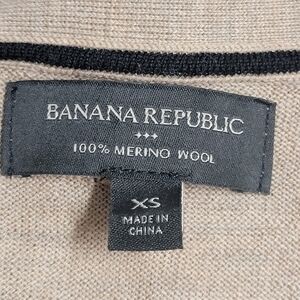 BANANA REPUBLIC
100% MERINO WOOL
XS
MADE IN
CHINA